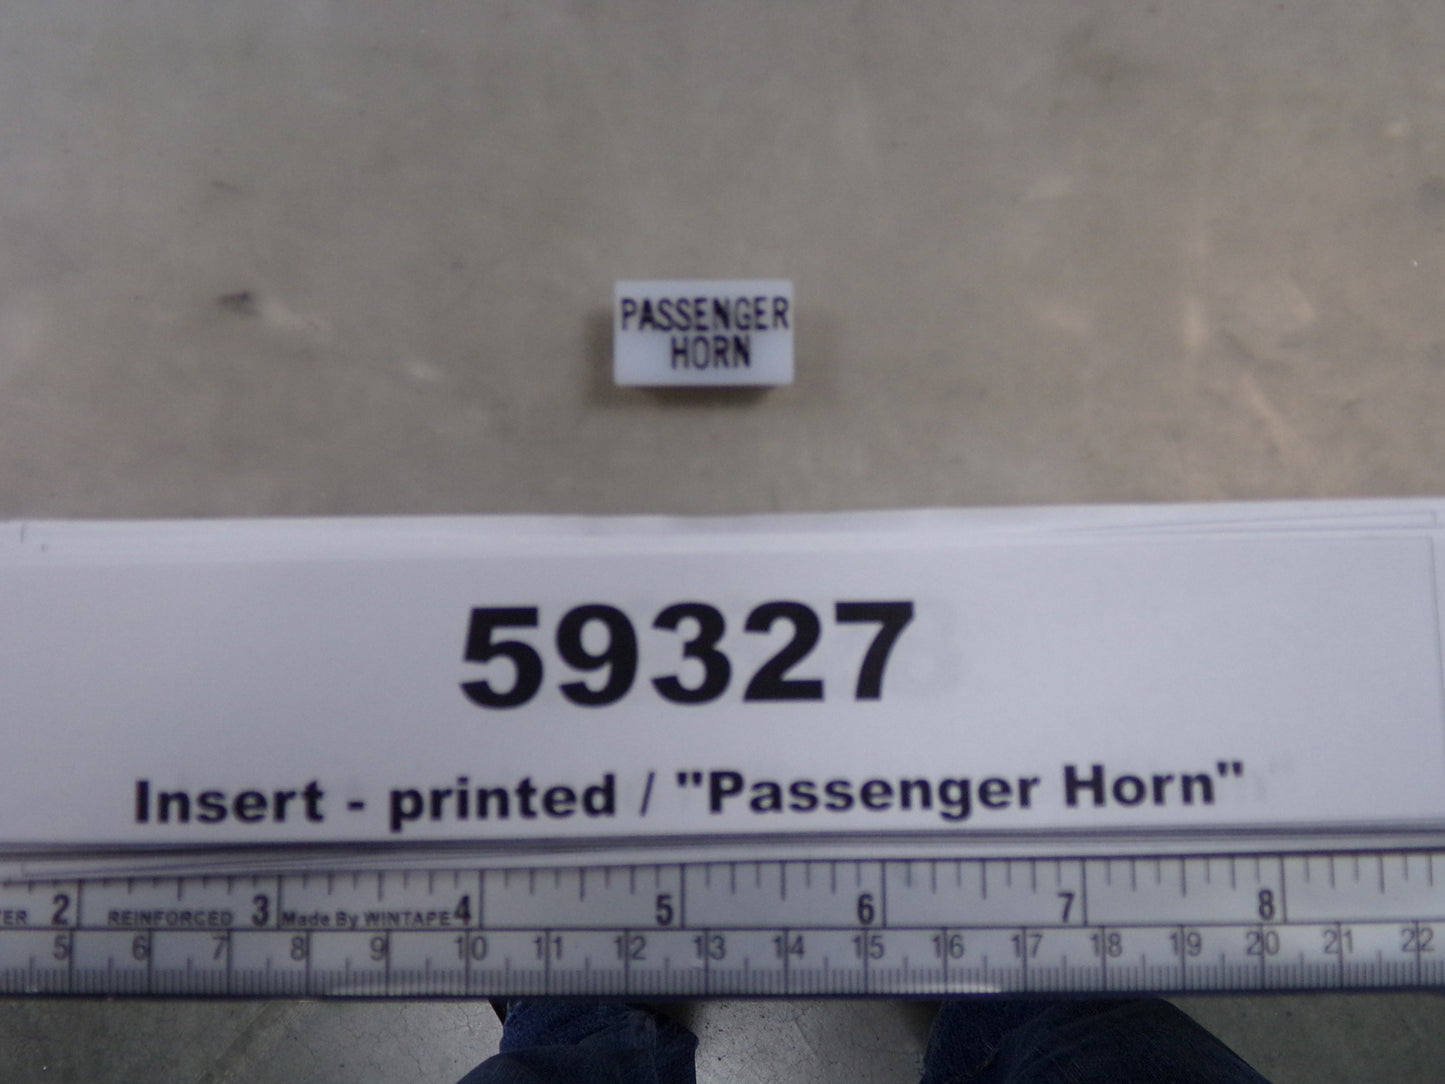 PASSENGER
HORN
59327
Insert - printed / "Passenger Horn"
ER 2 REINFORCED 3 Made By WINTAPE 4 5 6 7 8
5 6 7 8 9 10 11 12 13 14 15 16 17 18 19 20 21 22